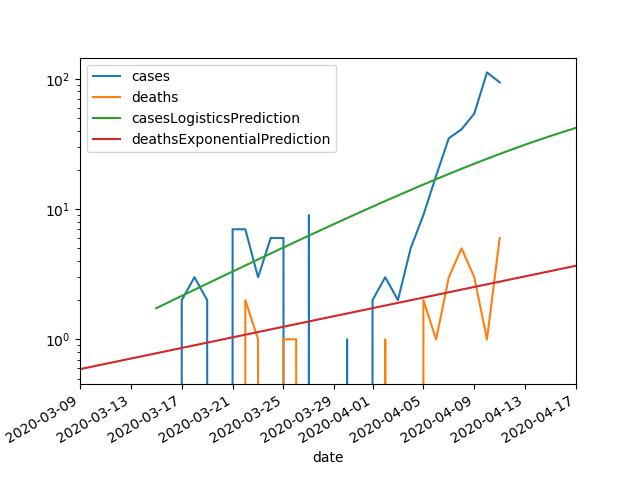 10²
10¹
10⁰
cases
deaths
casesLogisticsPrediction
deathsExponentialPrediction
2020-03-09
2020-03-13
2020-03-17
2020-03-21
2020-03-25
2020-03-29
2020-04-01
2020-04-05
2020-04-09
2020-04-13
2020-04-17
date